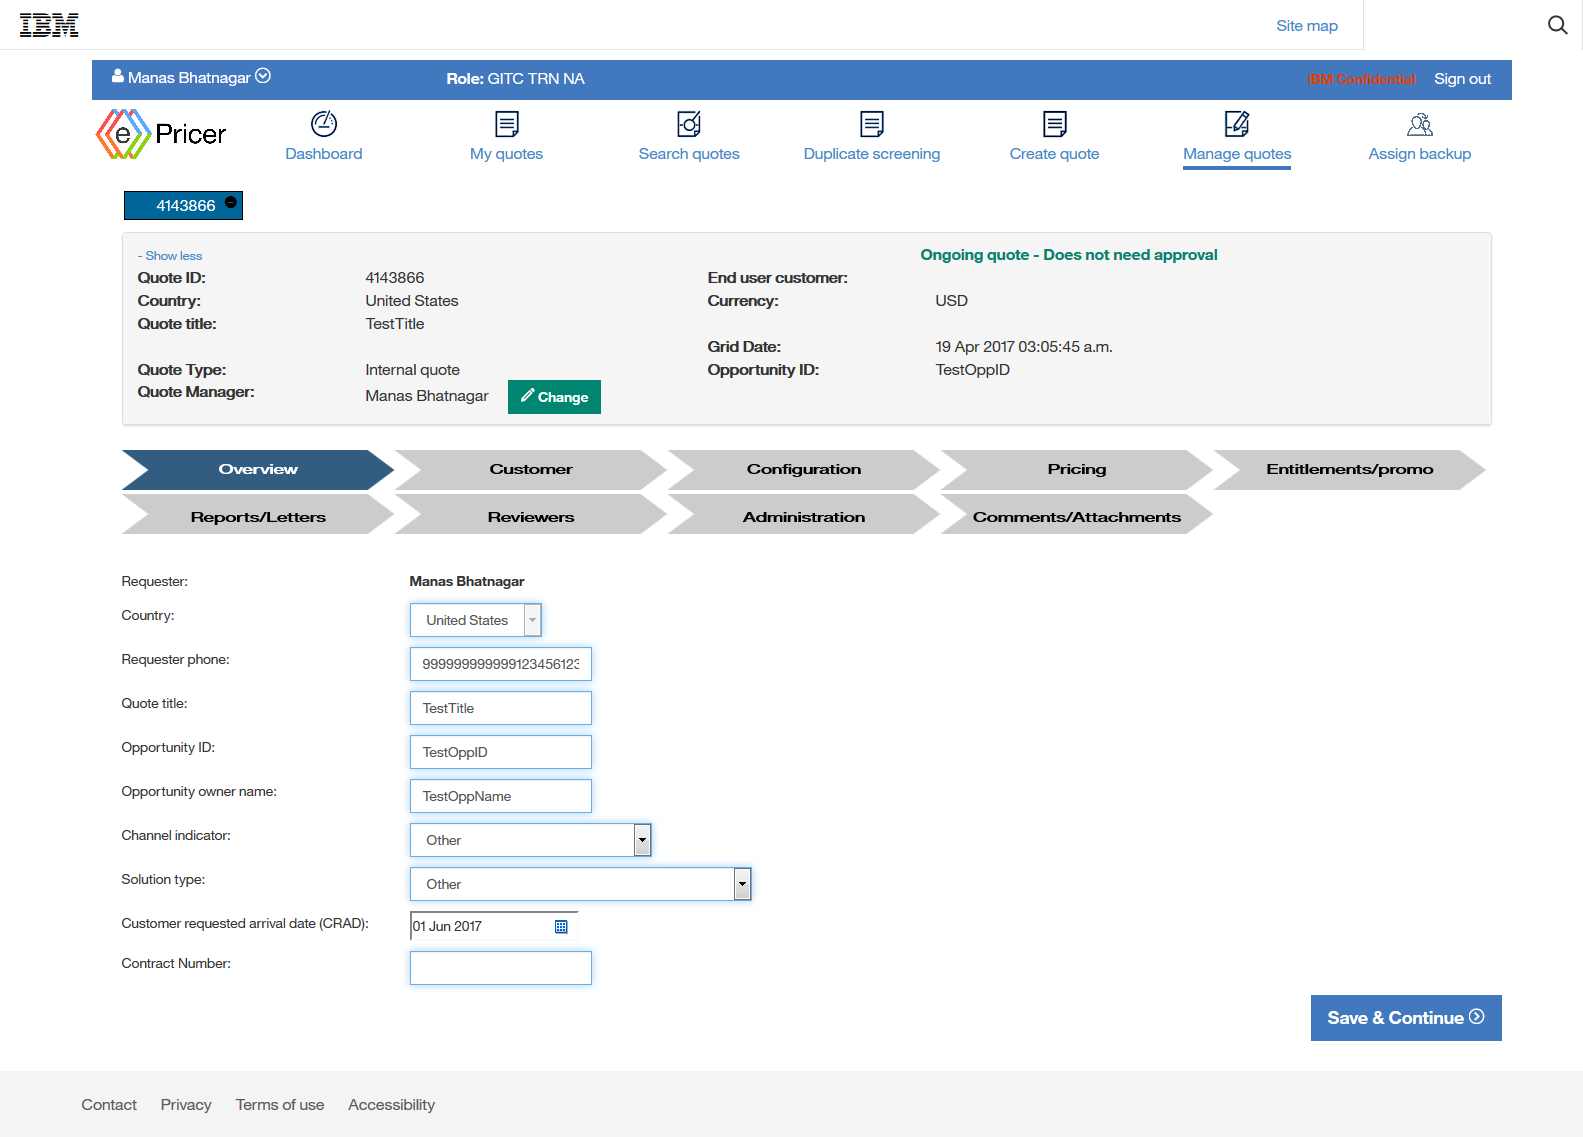 IBM
Site map
Manas Bhatnagar
Role: GITC TRN NA
IBM Confidential
Sign out
e Pricer
Dashboard
My quotes
Search quotes
Duplicate screening
Create quote
Manage quotes
Assign backup
4143866
- Show less
Ongoing quote - Does not need approval
Quote ID: 4143866
End user customer:
Country: United States
Currency: USD
Quote title: TestTitle
Grid Date: 19 Apr 2017 03:05:45 a.m.
Quote Type: Internal quote
Opportunity ID: TestOppID
Quote Manager: Manas Bhatnagar
Change
Overview
Customer
Configuration
Pricing
Entitlements/promo
Reports/Letters
Reviewers
Administration
Comments/Attachments
Requester: Manas Bhatnagar
Country: United States
Requester phone: 999999999999123456123
Quote title: TestTitle
Opportunity ID: TestOppID
Opportunity owner name: TestOppName
Channel indicator: Other
Solution type: Other
Customer requested arrival date (CRAD): 01 Jun 2017
Contract Number:
Save & Continue
Contact
Privacy
Terms of use
Accessibility